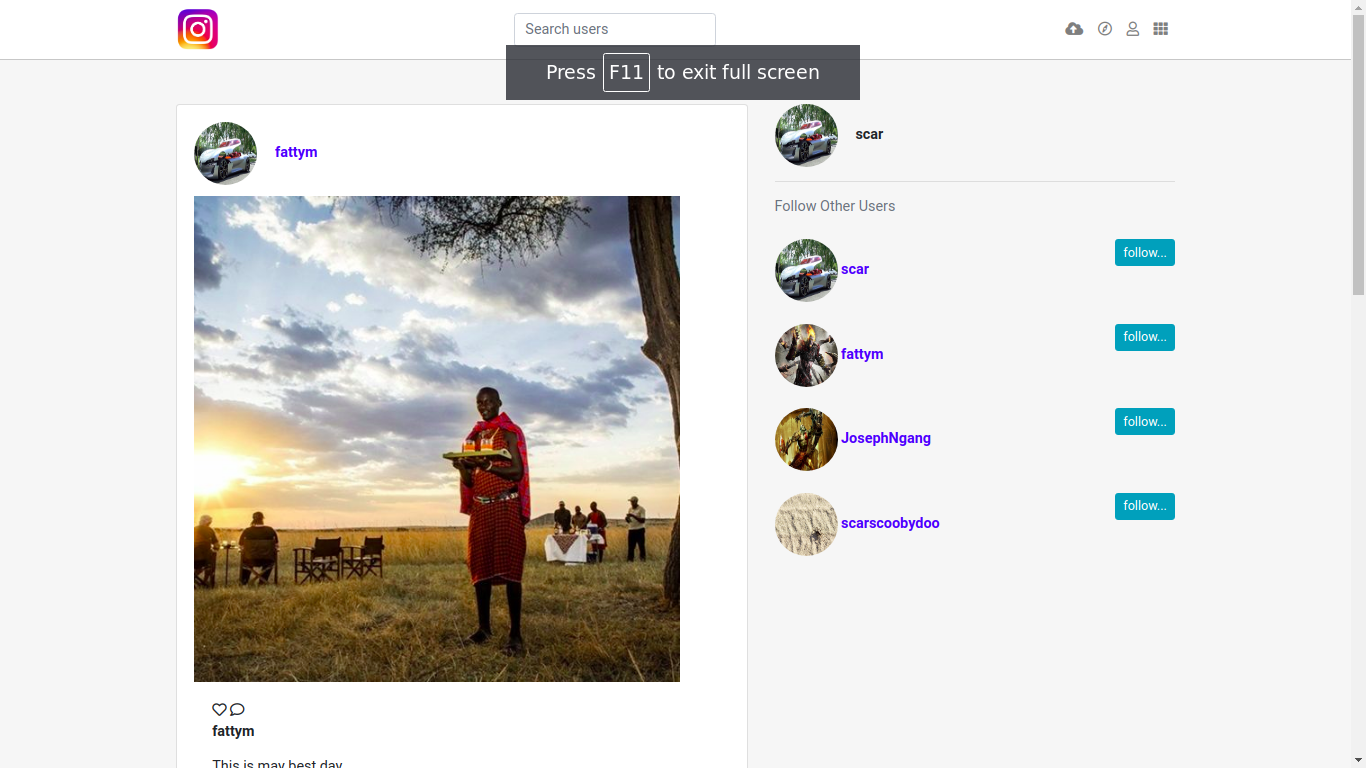 Search users
Press F11 to exit full screen
fattym
scar
Follow Other Users
scar
follow...
fattym
follow...
JosephNgang
follow...
scarscoobydoo
follow...
fattym
This is may best day